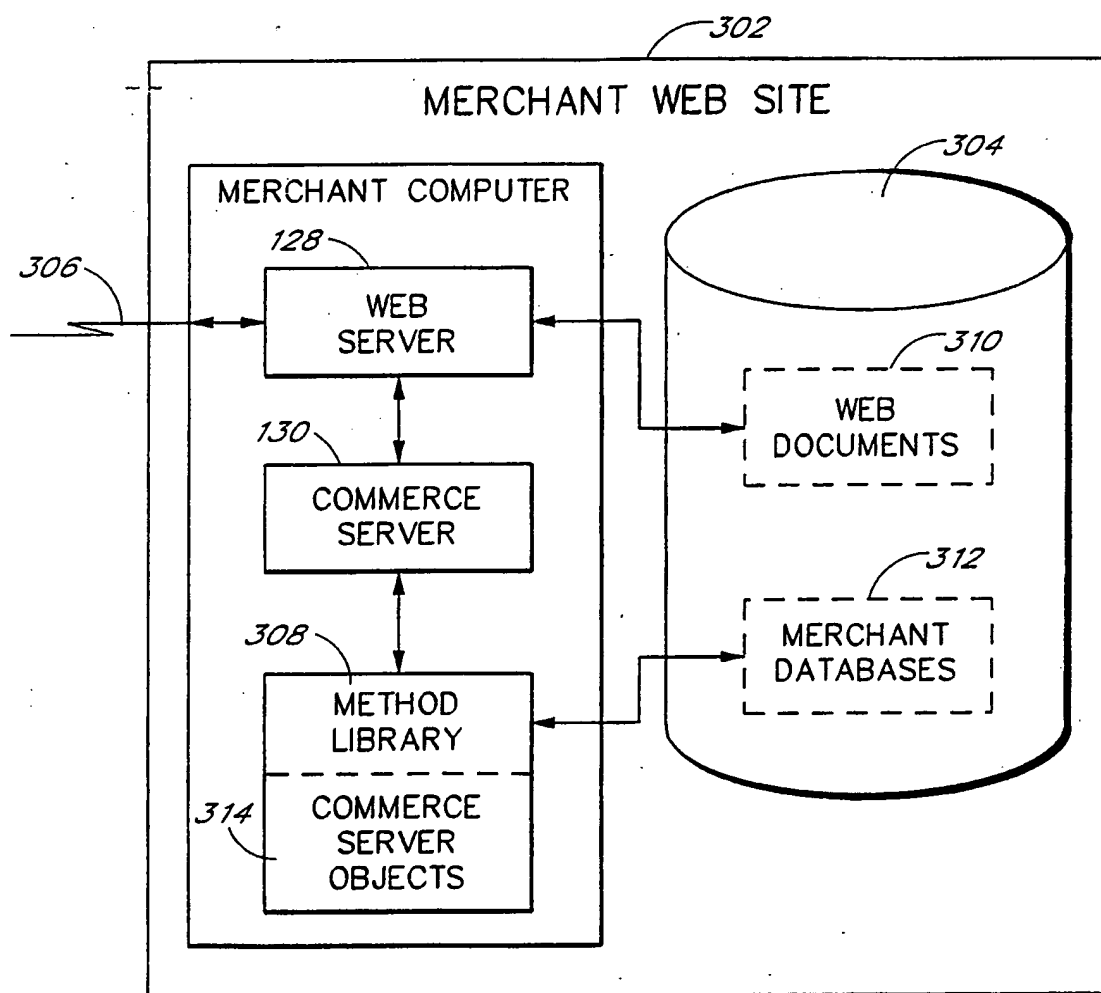 302
MERCHANT WEB SITE
304
MERCHANT COMPUTER
128
306
WEB
SERVER
310
WEB
DOCUMENTS
130
COMMERCE
SERVER
312
MERCHANT
DATABASES
308
METHOD
LIBRARY
314
COMMERCE
SERVER
OBJECTS